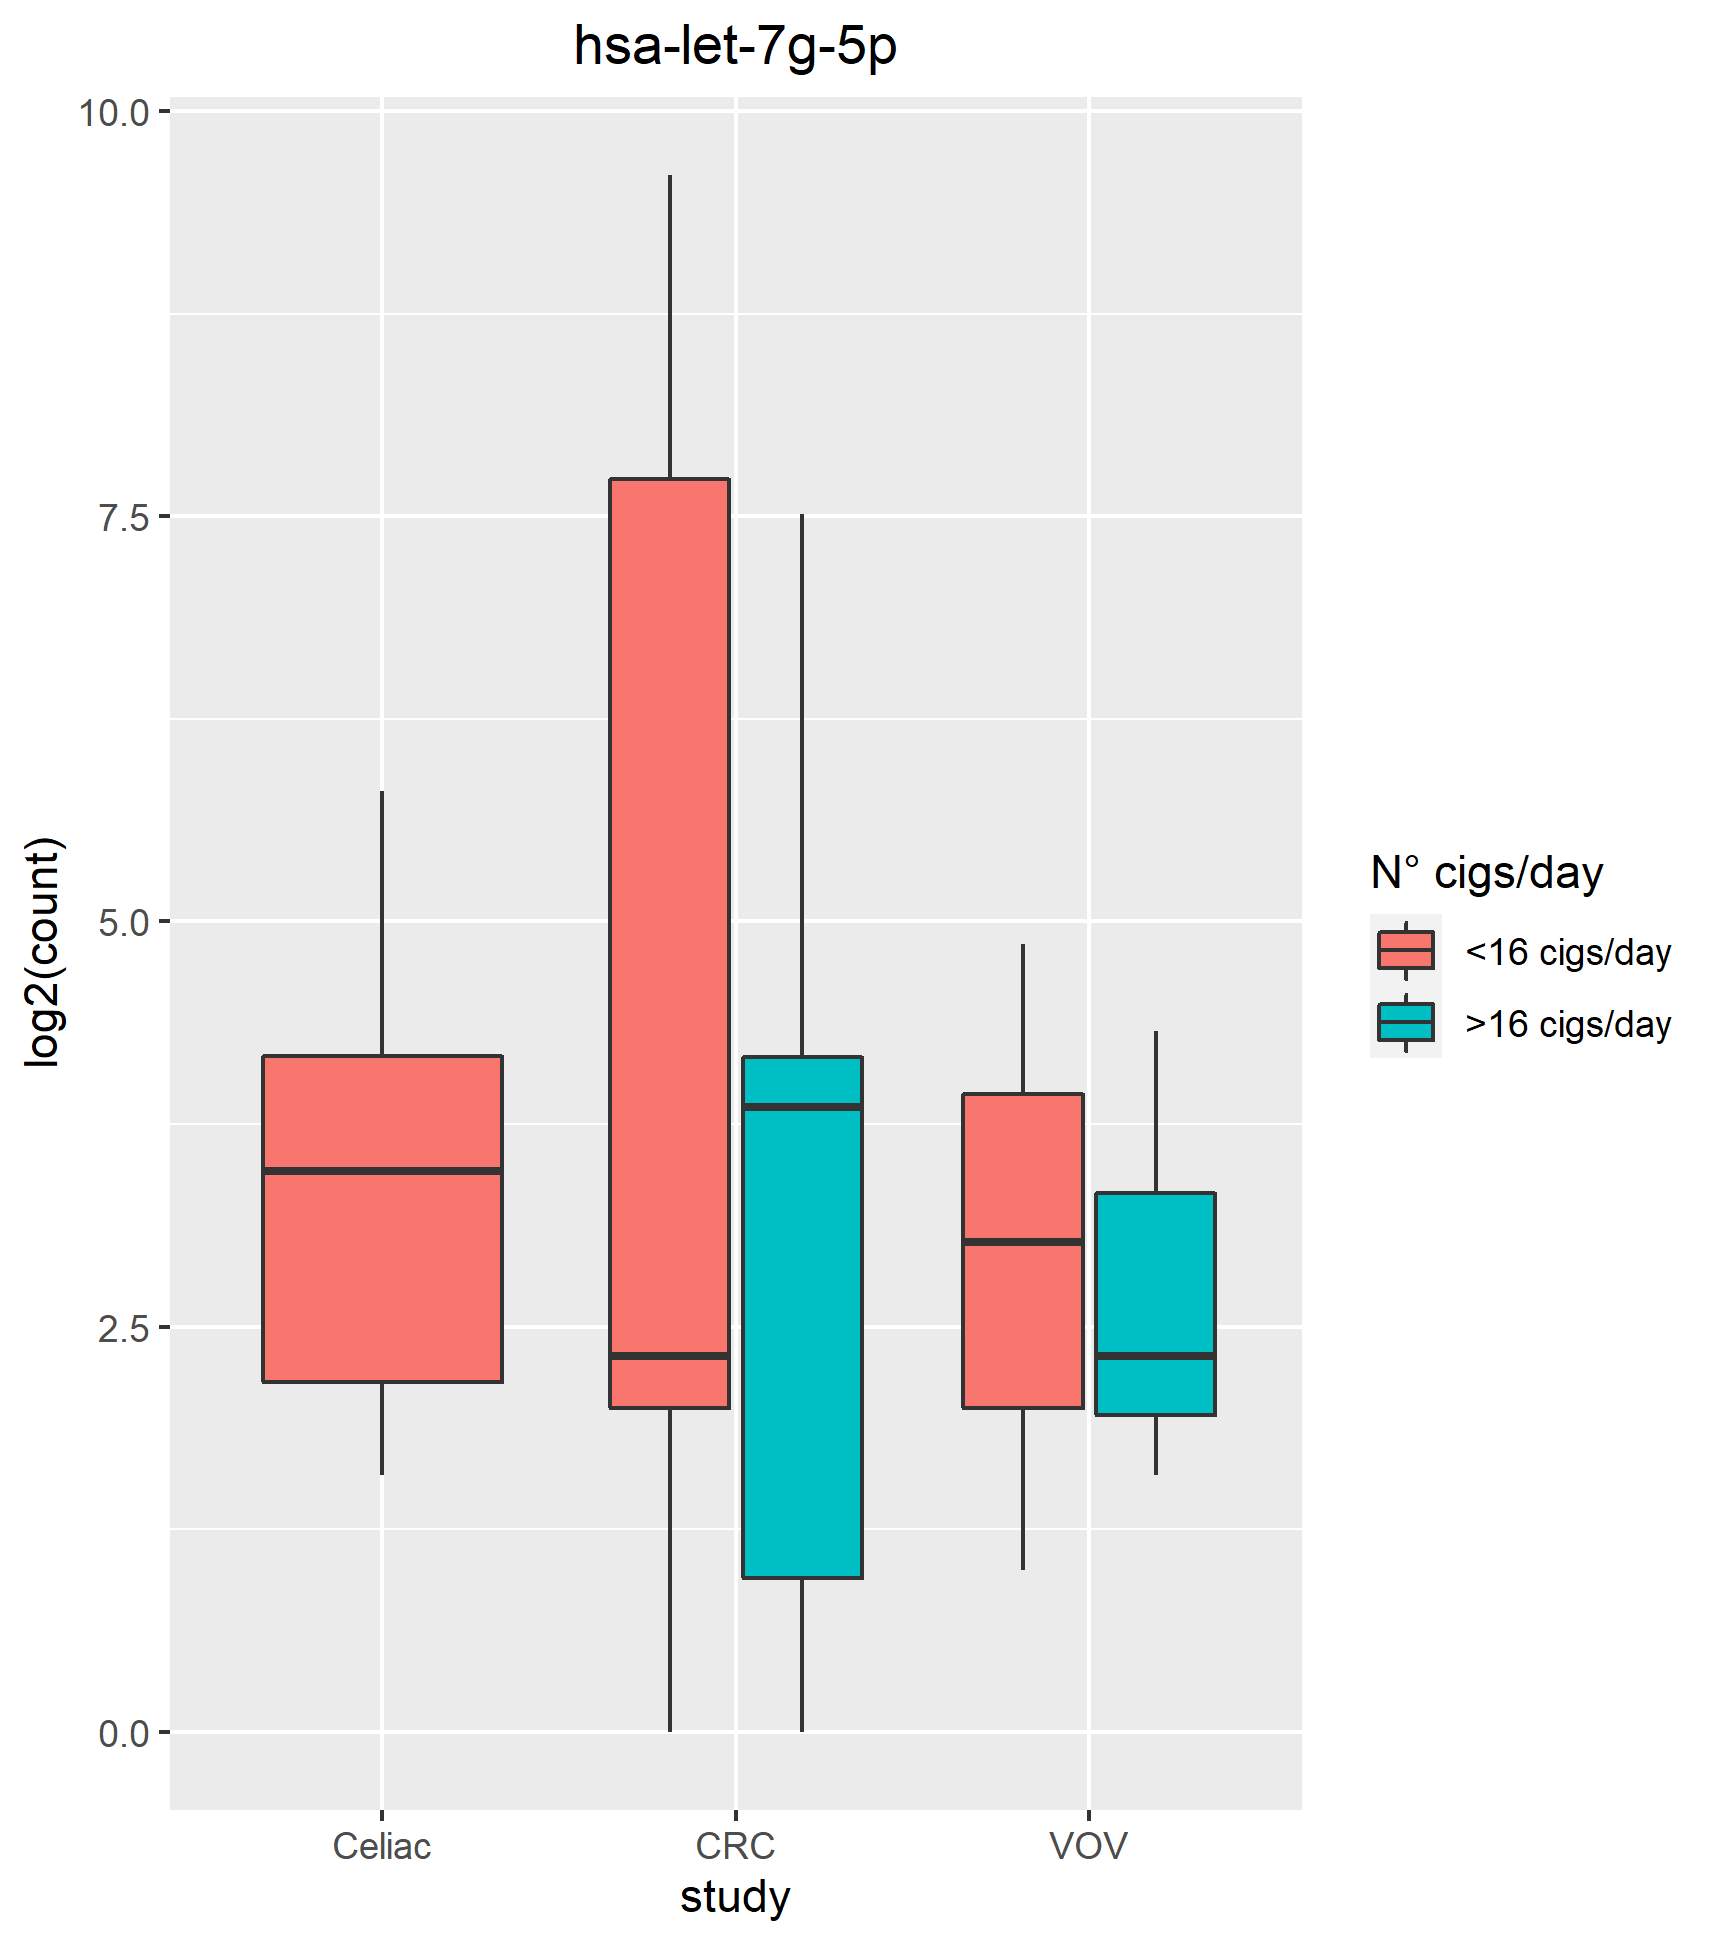 hsa-let-7g-5p
10.0
7.5
5.0
2.5
0.0
log2(count)
Celiac
CRC
VOV
study
N° cigs/day
<16 cigs/day
>16 cigs/day